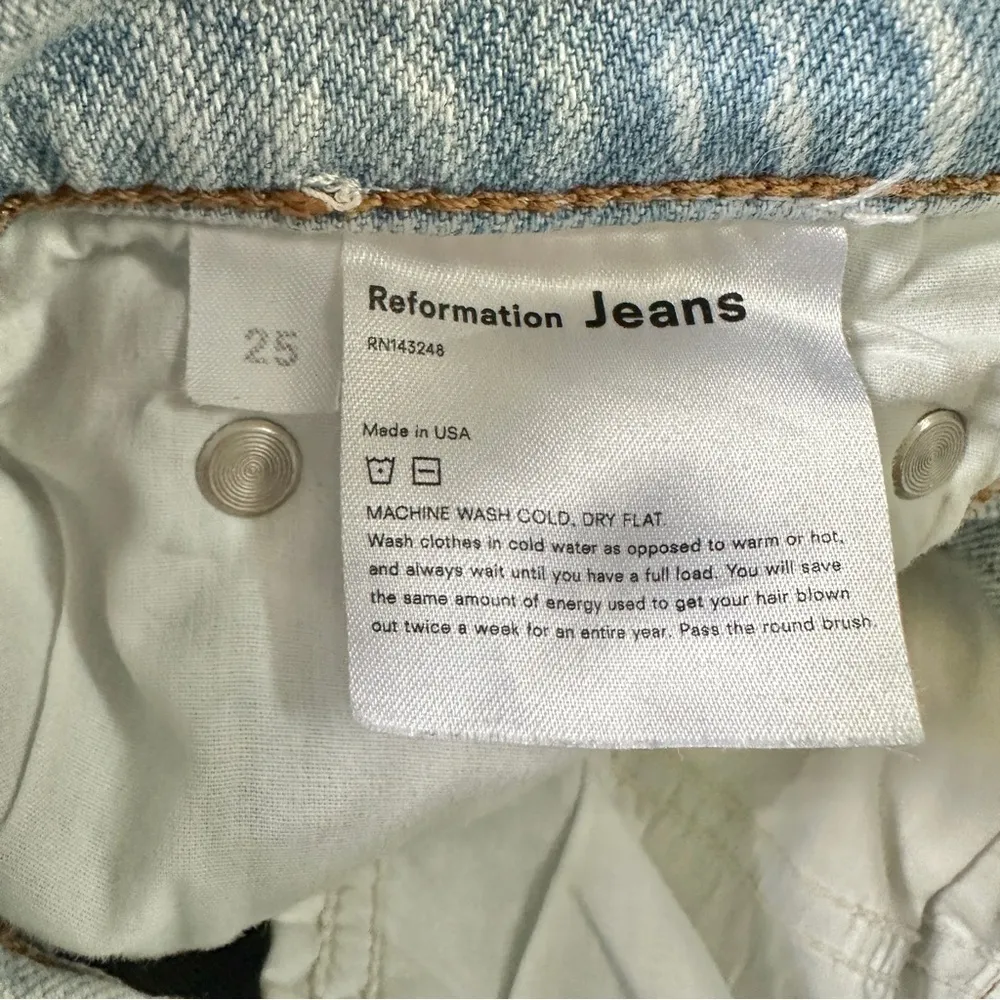 25
Reformation Jeans
RN143248
Made in USA
MACHINE WASH COLD. DRY FLAT.
Wash clothes in cold water as opposed to warm or hot,
and always wait until you have a full load. You will save
the same amount of energy used to get your hair blown
out twice a week for an entire year. Pass the round brush.